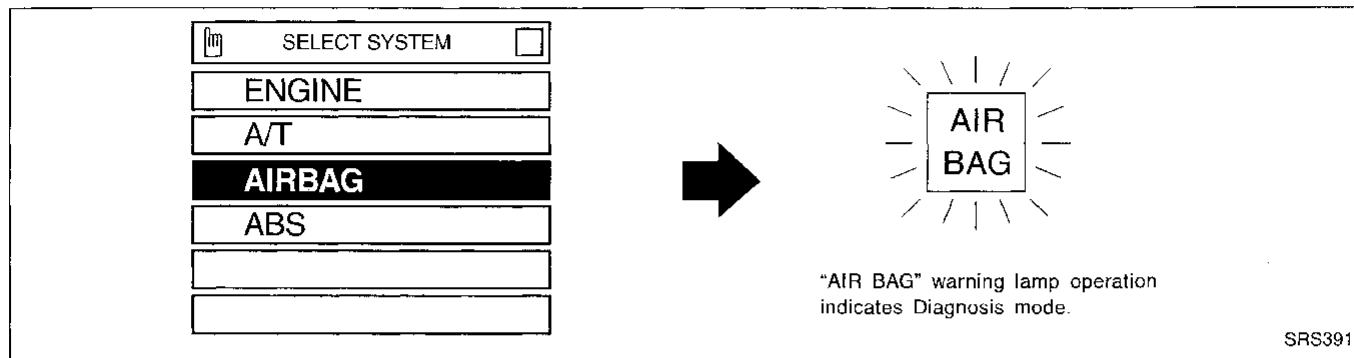 SELECT SYSTEM
ENGINE
A/T
AIRBAG
ABS
AIR
BAG
"AIR BAG" warning lamp operation
indicates Diagnosis mode.
SRS391